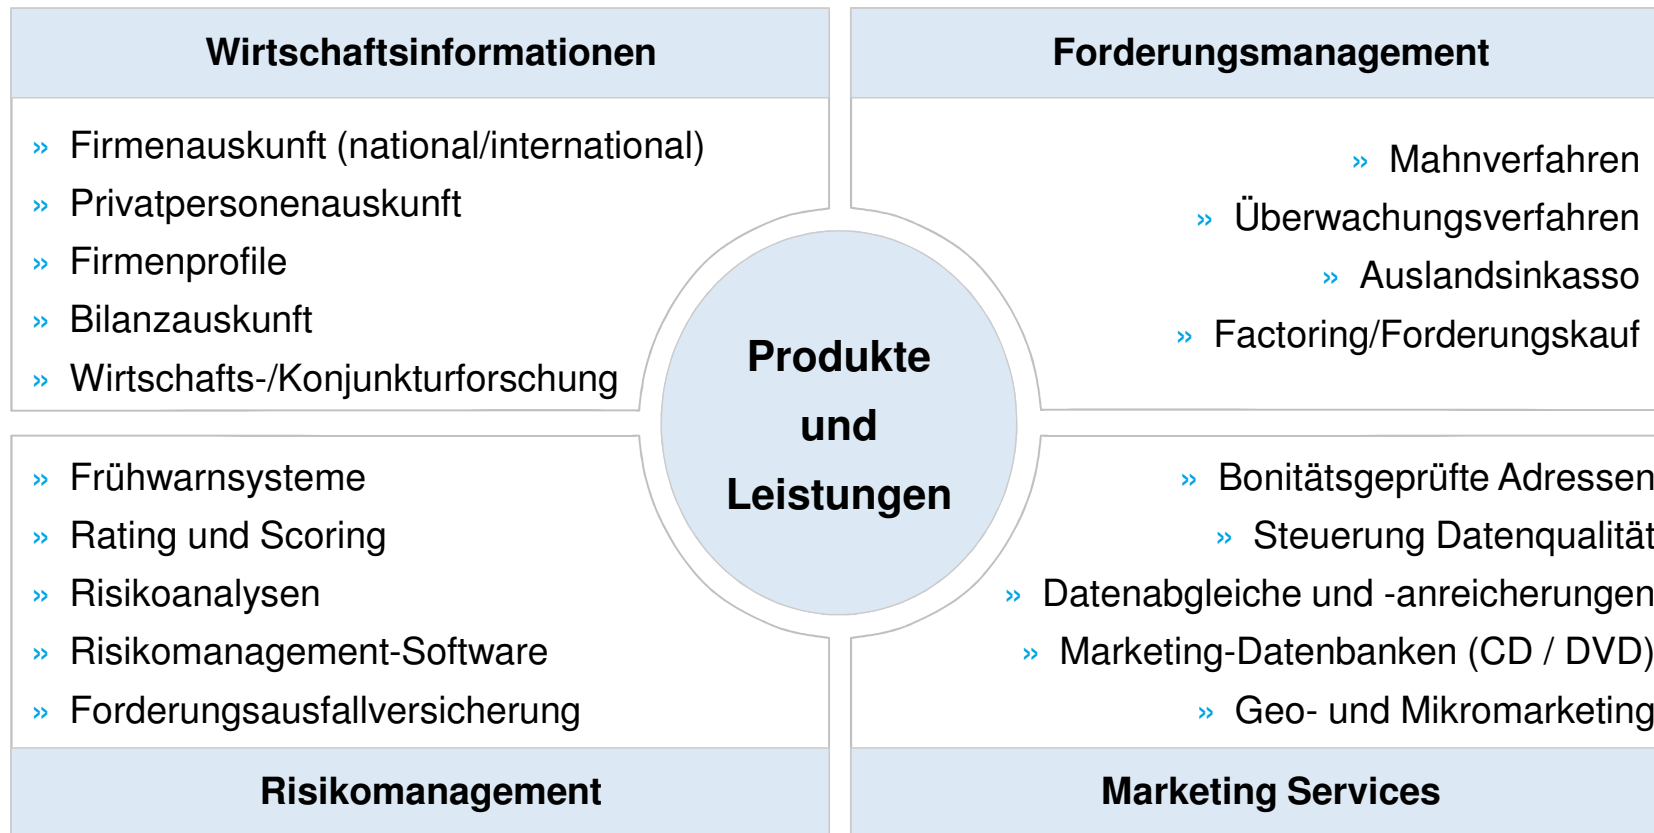 Wirtschaftsinformationen
» Firmenauskunft (national/international)
» Privatpersonenauskunft
» Firmenprofile
» Bilanzauskunft
» Wirtschafts-/Konjunkturforschung
Forderungsmanagement
» Mahnverfahren
» Überwachungsverfahren
» Auslandsinkasso
» Factoring/Forderungskauf
Produkte
und
Leistungen
» Frühwarnsysteme
» Rating und Scoring
» Risikoanalysen
» Risikomanagement-Software
» Forderungsausfallversicherung
Risikomanagement
» Bonitätsgeprüfte Adressen
» Steuerung Datenqualität
» Datenabgleiche und -anreicherungen
» Marketing-Datenbanken (CD / DVD)
» Geo- und Mikromarketing
Marketing Services